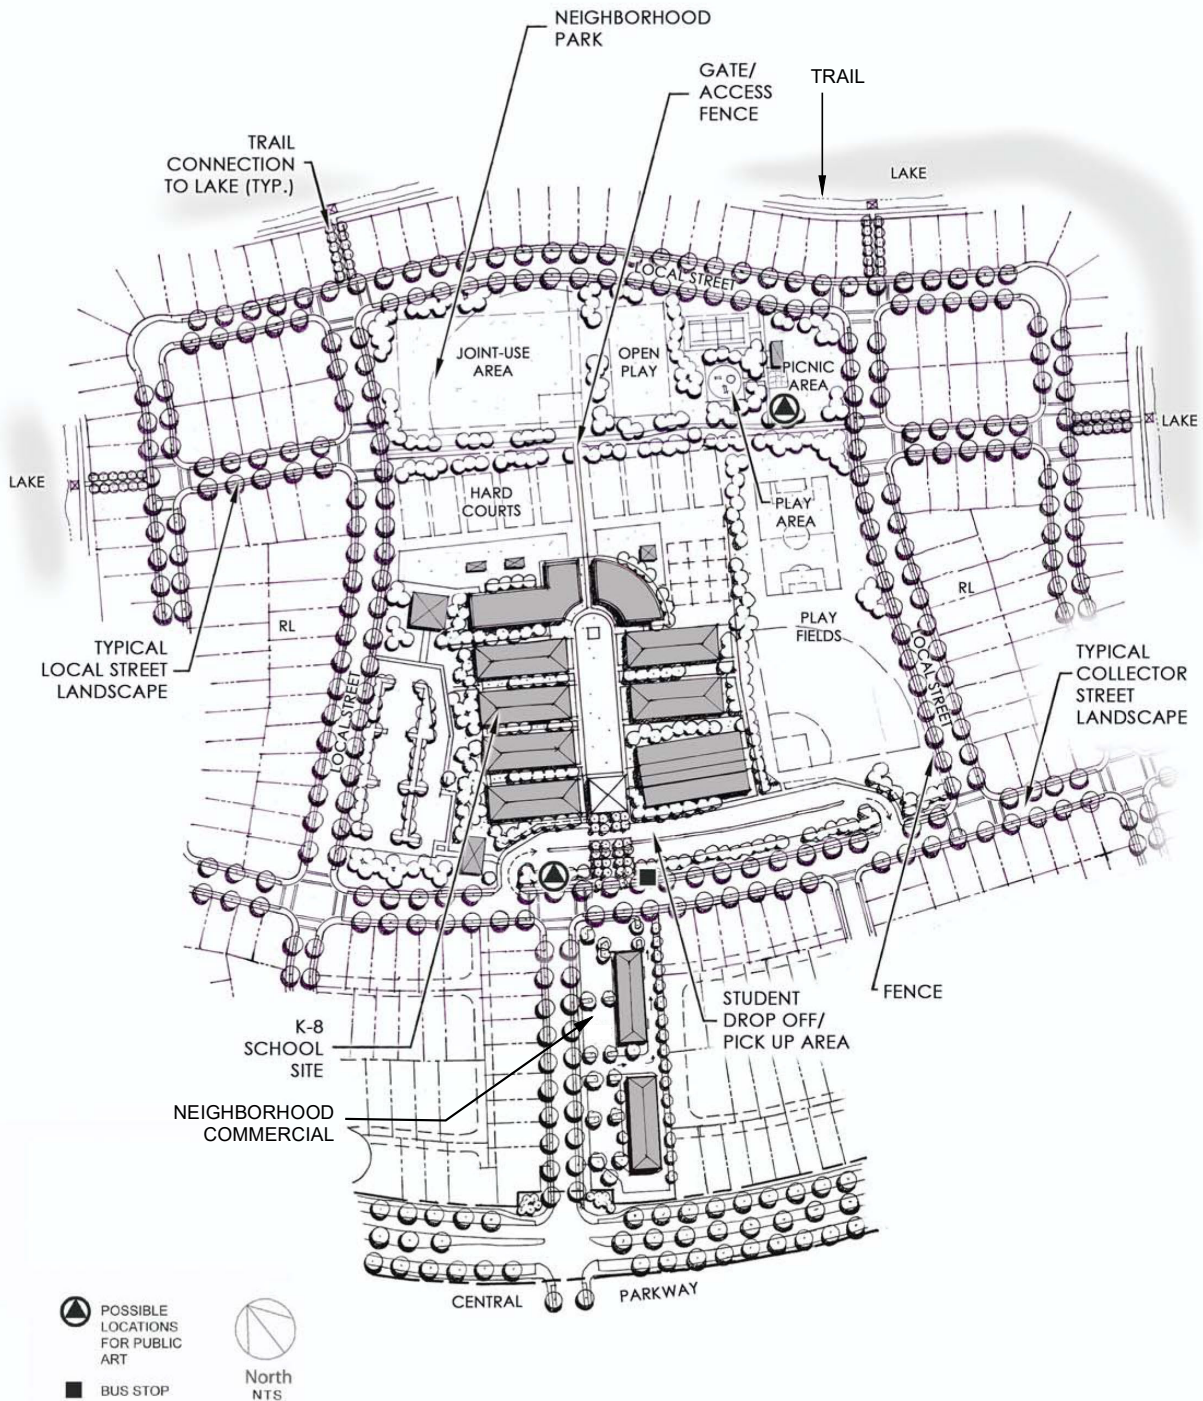 NEIGHBORHOOD
PARK
GATE/
ACCESS
FENCE
TRAIL
TRAIL
CONNECTION
TO LAKE (TYP.)
LAKE
LOCAL STREET
JOINT-USE
AREA
OPEN
PLAY
PICNIC
AREA
LAKE
LAKE
HARD
COURTS
PLAY
AREA
RL
RL
PLAY
FIELDS
TYPICAL
LOCAL STREET
LANDSCAPE
LOCAL STREET
LOCAL STREET
TYPICAL
COLLECTOR
STREET
LANDSCAPE
FENCE
STUDENT
DROP OFF/
PICK UP AREA
K-8
SCHOOL
SITE
NEIGHBORHOOD
COMMERCIAL
CENTRAL PARKWAY
POSSIBLE
LOCATIONS
FOR PUBLIC
ART
BUS STOP
North
NTS